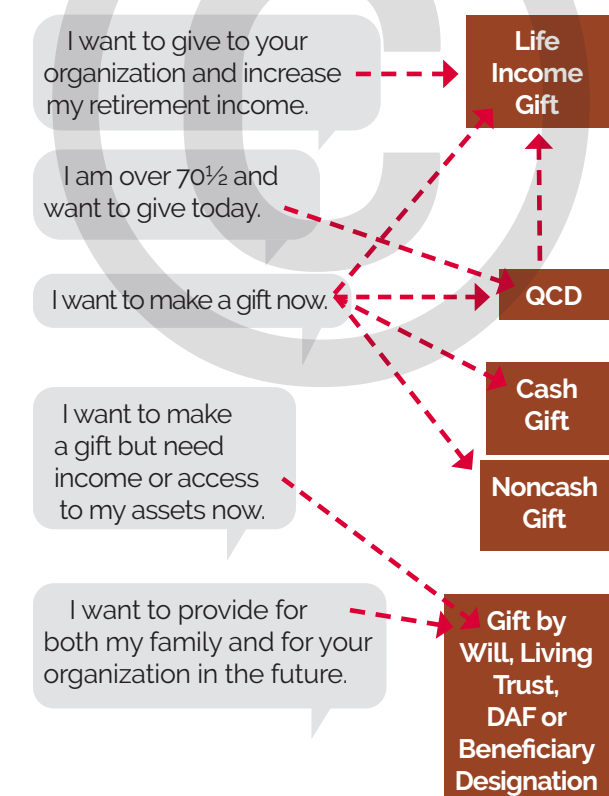 I want to give to your
organization and increase
my retirement income.
Life
Income
Gift
I am over 70½ and
want to give today.
I want to make a gift now.
QCD
Cash
Gift
I want to make
a gift but need
income or access
to my assets now.
Noncash
Gift
I want to provide for
both my family and for your
organization in the future.
Gift by
Will, Living
Trust,
DAF or
Beneficiary
Designation
©